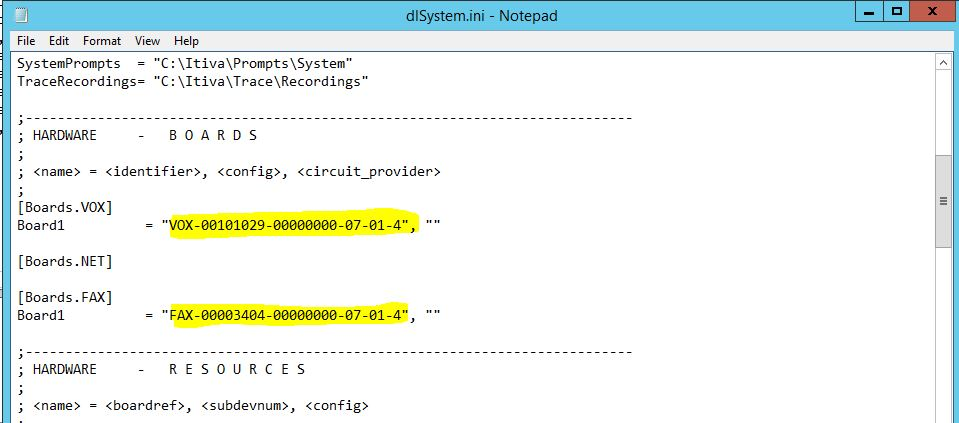 dlSystem.ini - Notepad
File Edit Format View Help
SystemPrompts  = "C:\Itiva\Prompts\System"
TraceRecordings= "C:\Itiva\Trace\Recordings"
;---------------------------------------------------------------------------
; HARDWARE     -   B O A R D S
;
; <name> = <identifier>, <config>, <circuit_provider>
;
[Boards.VOX]
Board1          = "VOX-00101029-00000000-07-01-4", ""
[Boards.NET]
[Boards.FAX]
Board1          = "FAX-00003404-00000000-07-01-4", ""
;---------------------------------------------------------------------------
; HARDWARE     -   R E S O U R C E S
;
; <name> = <boardref>, <subdevnum>, <config>